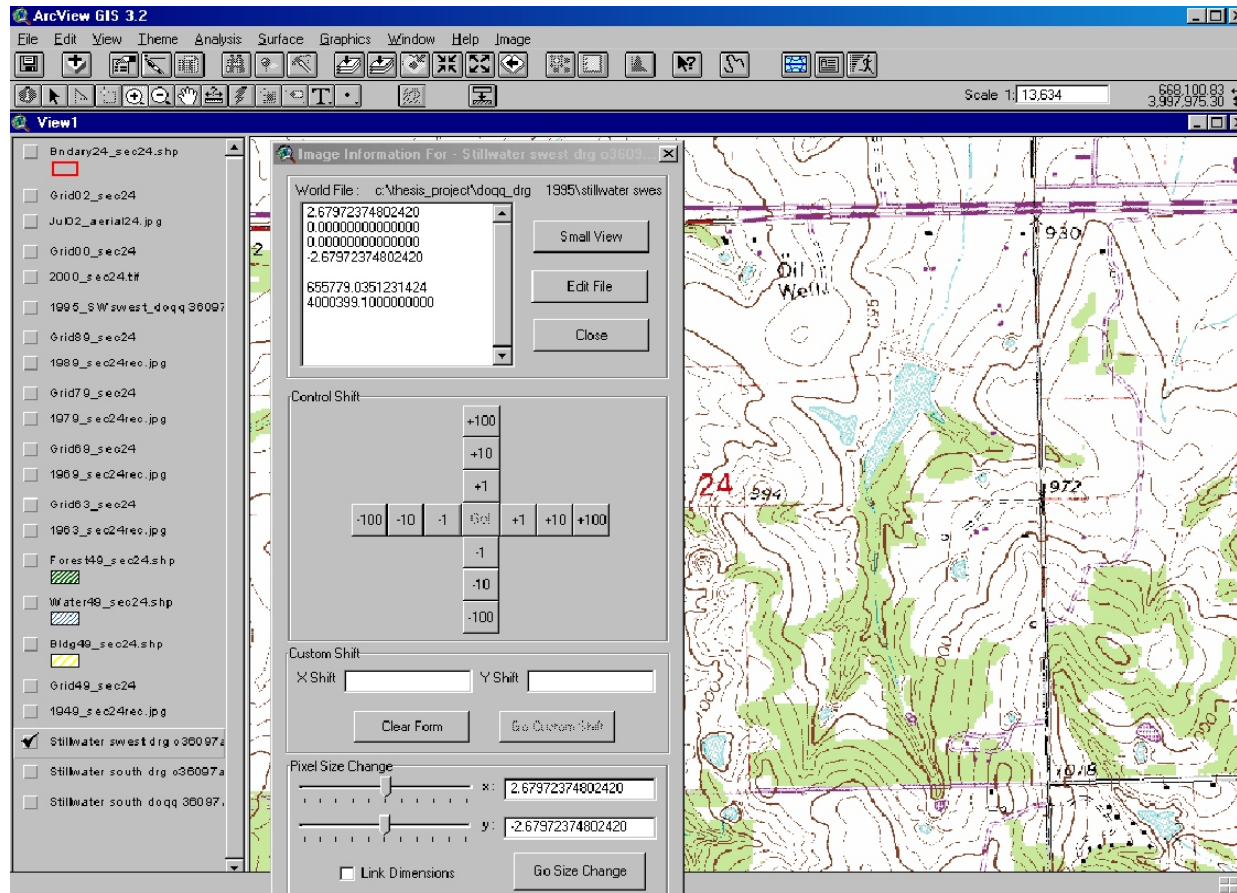 ArcView GIS 3.2
File Edit View Theme Analysis Surface Graphics Window Help Image
Scale 1: 13,634
668,100.83
3,997,975.30
View1
Bndary24_sec24.shp
Grid02_sec24
Jul02_aerial24.jpg
Grid00_sec24
2000_sec24.tif
1995_SWswest_doqq36097
Grid89_sec24
1989_sec24rec.jpg
Grid79_sec24
1979_sec24rec.jpg
Grid69_sec24
1969_sec24rec.jpg
Grid63_sec24
1963_sec24rec.jpg
Forest49_sec24.shp
Water49_sec24.shp
Bldg49_sec24.shp
Grid49_sec24
1949_sec24rec.jpg
Stillwater swest drg o36097a
Stillwater south drg o36097a
Stillwater south doqq 36097
Image Information For - Stillwater swest drg o3609...
World File : c:\thesis_project\doqq_drg 1995\stillwater swes
2.67972374802420
0.00000000000000
0.00000000000000
-2.67972374802420
655779.0351231424
4000399.1000000000
Small View
Edit File
Close
Control Shift
+100
+10
+1
-100 -10 -1 Go! +1 +10 +100
-1
-10
-100
Custom Shift
X Shift Y Shift
Clear Form Go Custom Shift
Pixel Size Change
x: 2.67972374802420
y: -2.67972374802420
Link Dimensions Go Size Change
2
930
Oil
Wells
950
24
994
972
1000
1018